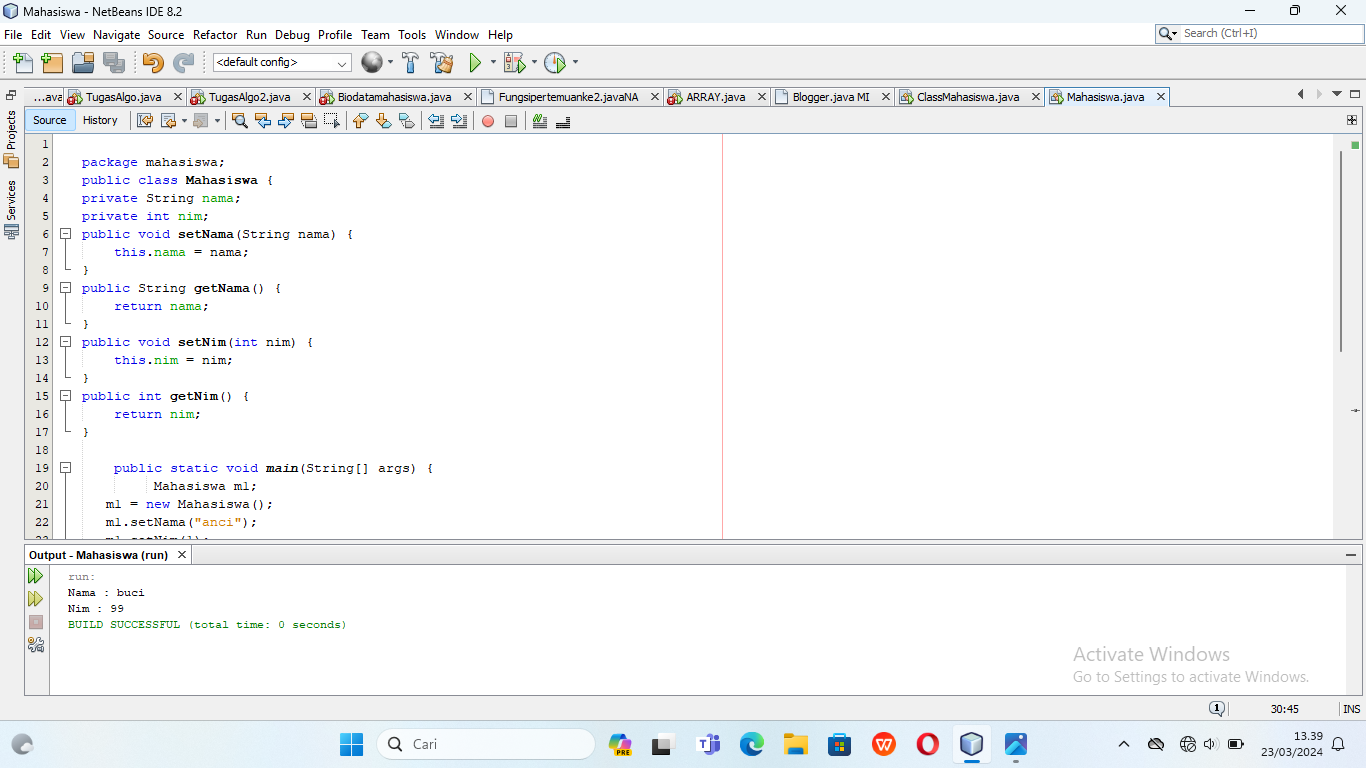 Mahasiswa - NetBeans IDE 8.2
File Edit View Navigate Source Refactor Run Debug Profile Team Tools Window Help
Search (Ctrl+I)
<default config>
...ava TugasAlgo.java TugasAlgo2.java Biodatamahasiswa.java Fungsipertemuanke2.javaNA ARRAY.java Blogger.java MI ClassMahasiswa.java Mahasiswa.java
Projects
Services
Source History
1
2 package mahasiswa;
3 public class Mahasiswa {
4 private String nama;
5 private int nim;
6 public void setNama(String nama) {
7 this.nama = nama;
8 }
9 public String getNama() {
10 return nama;
11 }
12 public void setNim(int nim) {
13 this.nim = nim;
14 }
15 public int getNim() {
16 return nim;
17 }
18
19 public static void main(String[] args) {
20 Mahasiswa m1;
21 m1 = new Mahasiswa();
22 m1.setNama("anci");
Output - Mahasiswa (run)
run:
Nama : buci
Nim : 99
BUILD SUCCESSFUL (total time: 0 seconds)
Activate Windows
Go to Settings to activate Windows.
1 30:45 INS
Cari
PRE
13.39
23/03/2024